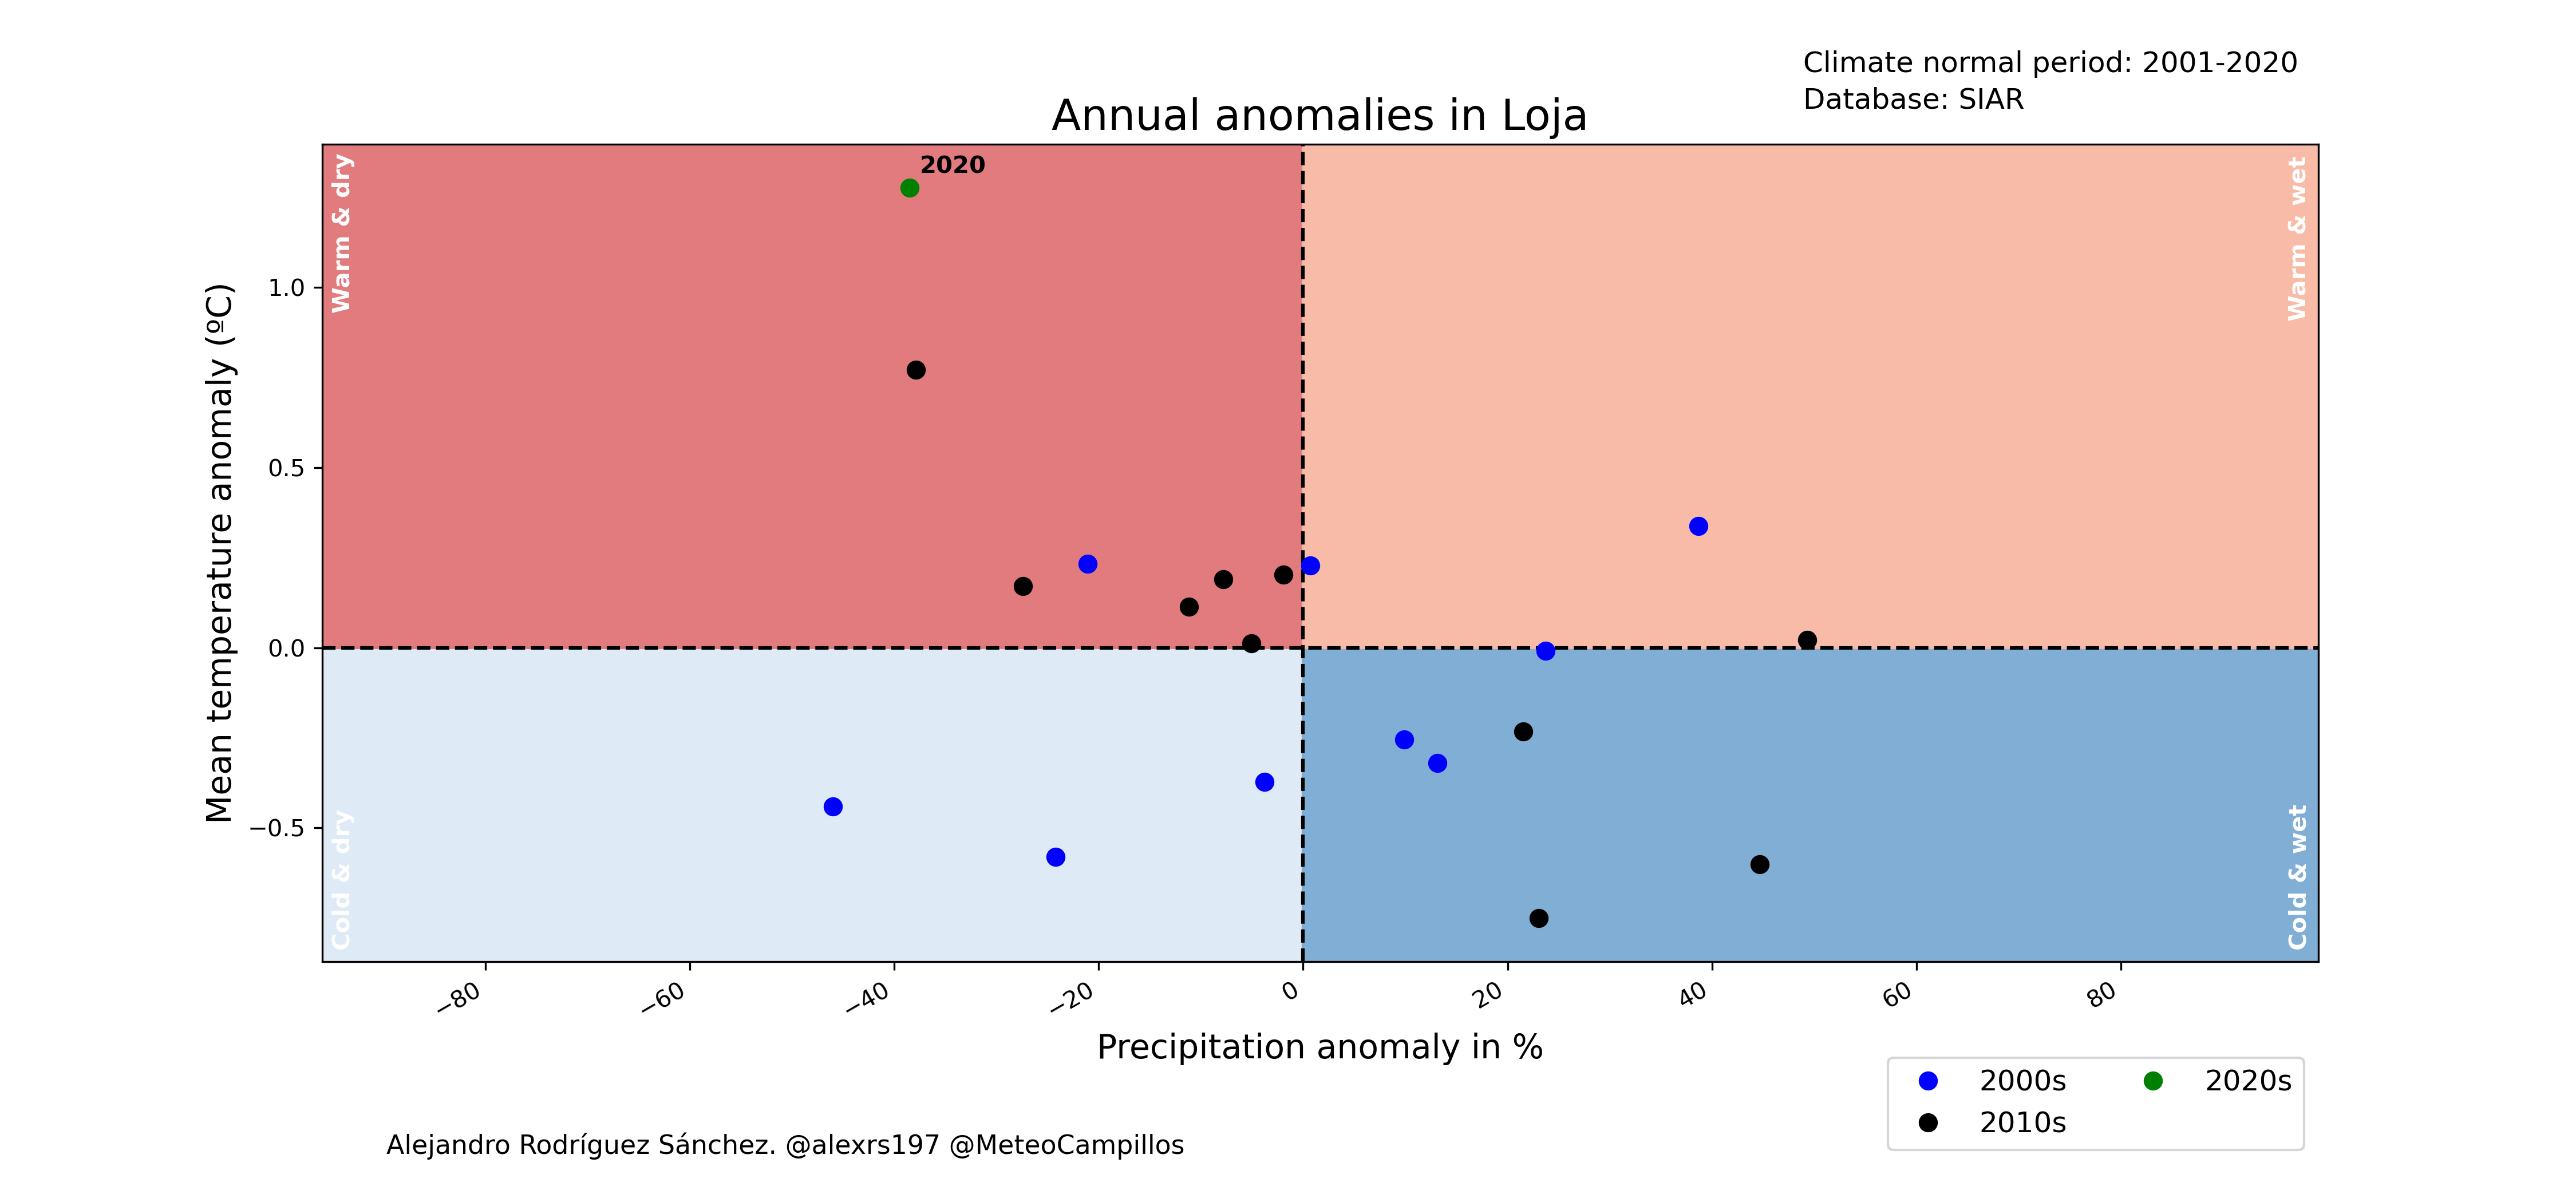 Climate normal period: 2001-2020
Database: SIAR
Annual anomalies in Loja
Warm & dry
2020
Warm & wet
Mean temperature anomaly (ºC)
1.0
0.5
0.0
−0.5
Cold & dry
Cold & wet
−80
−60
−40
−20
0
20
40
60
80
Precipitation anomaly in %
2000s
2010s
2020s
Alejandro Rodríguez Sánchez. @alexrs197 @MeteoCampillos